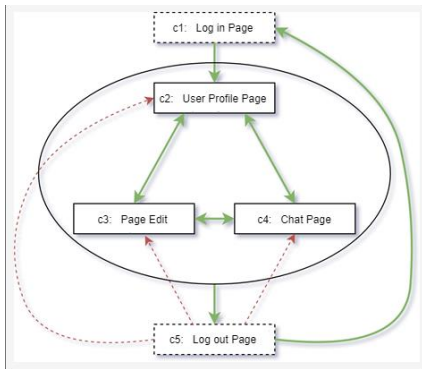 c1: Log in Page
c2: User Profile Page
c3: Page Edit
c4: Chat Page
c5: Log out Page